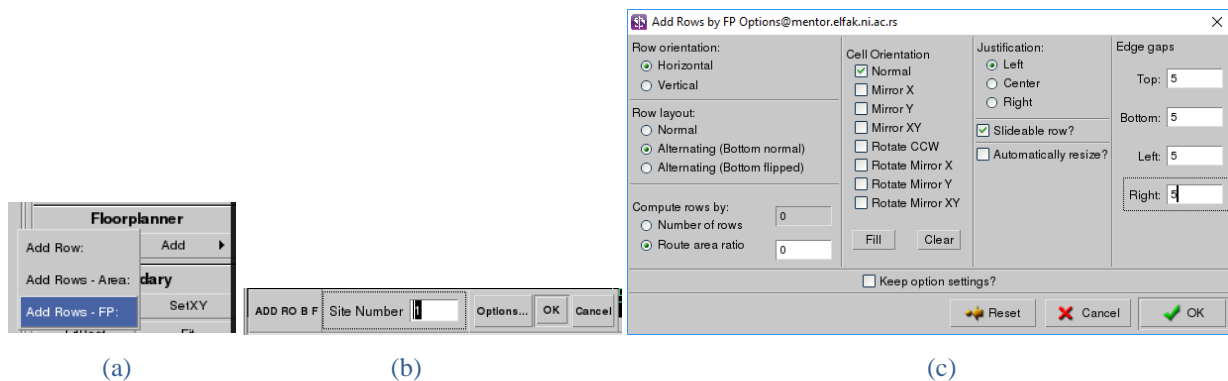 Add Rows by FP Options@mentor.elfak.ni.ac.rs
Row orientation:
Horizontal
Vertical
Row layout:
Normal
Alternating (Bottom normal)
Alternating (Bottom flipped)
Compute rows by:
0
Number of rows
Route area ratio
0
Cell Orientation
Normal
Mirror X
Mirror Y
Mirror XY
Rotate CCW
Rotate Mirror X
Rotate Mirror Y
Rotate Mirror XY
Fill Clear
Justification:
Left
Center
Right
Slideable row?
Automatically resize?
Edge gaps
Top: 5
Bottom: 5
Left: 5
Right: 5
Keep option settings?
Reset Cancel OK
Floorplanner
Add Row: Add
Add Rows - Area: dary
Add Rows - FP: SetXY
ADD RO B F Site Number 1 Options... OK Cancel
(a) (b) (c)